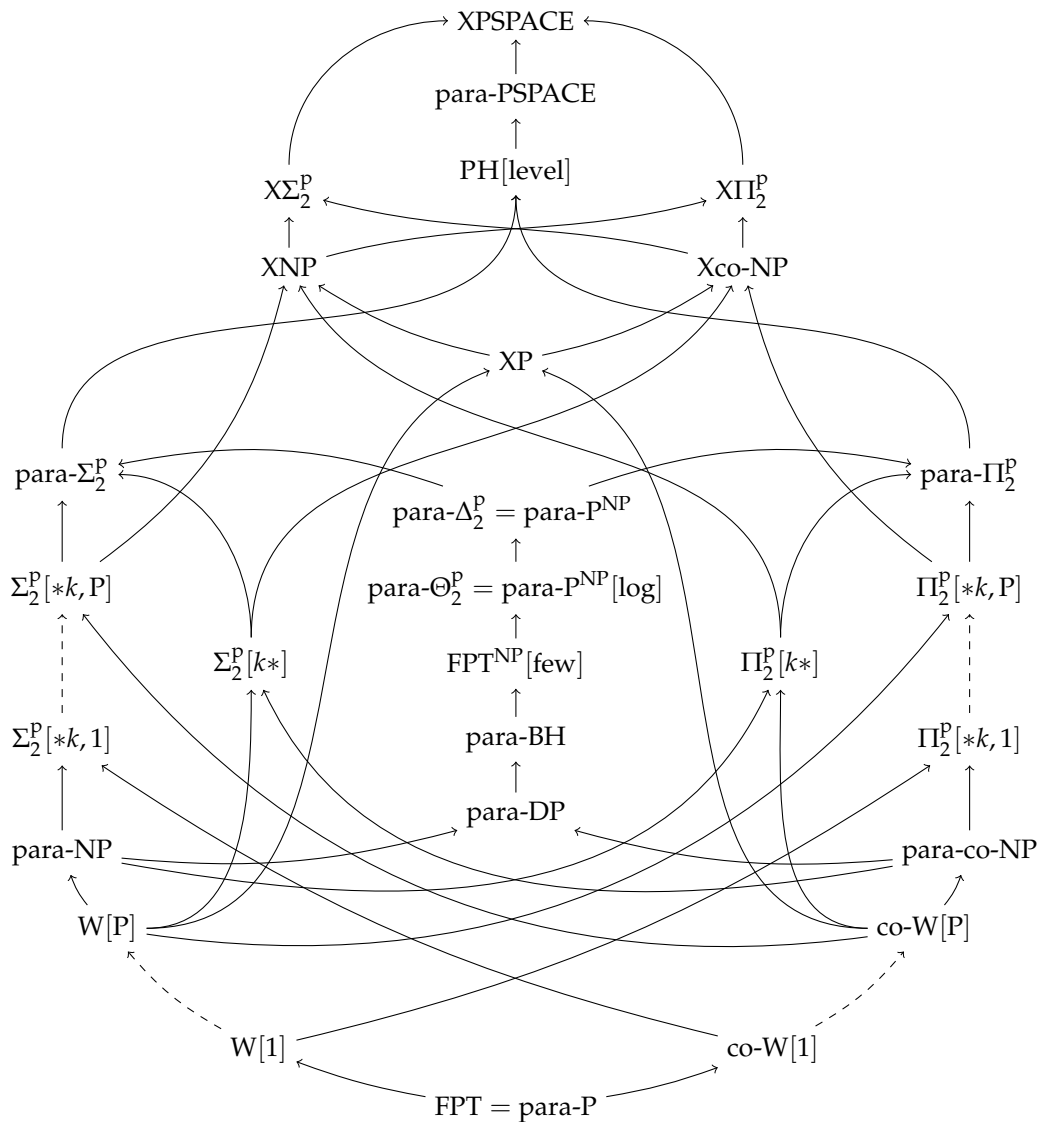 XPSPACE
para-PSPACE
PH[level]
XΣ₂ᵖ
XΠ₂ᵖ
XNP
Xco-NP
XP
para-Σ₂ᵖ
para-Π₂ᵖ
para-Δ₂ᵖ = para-Pᴺᴾ
Σ₂ᵖ[∗k, P]
para-Θ₂ᵖ = para-Pᴺᴾ[log]
Π₂ᵖ[∗k, P]
Σ₂ᵖ[k∗]
FPTᴺᴾ[few]
Π₂ᵖ[k∗]
Σ₂ᵖ[∗k, 1]
para-BH
Π₂ᵖ[∗k, 1]
para-DP
para-NP
para-co-NP
W[P]
co-W[P]
W[1]
co-W[1]
FPT = para-P